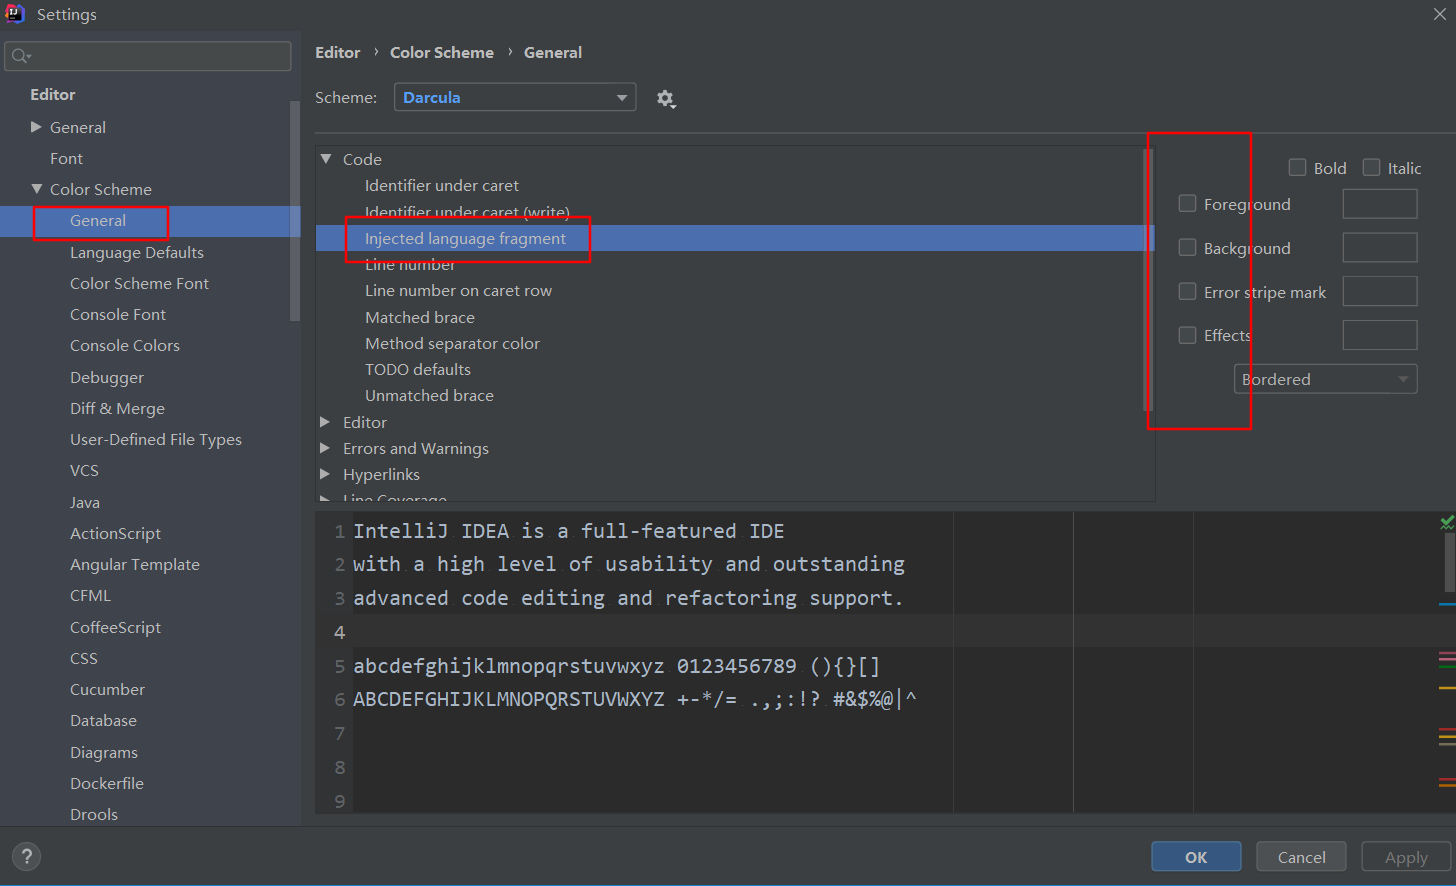 Settings
Editor
General
Font
Color Scheme
General
Language Defaults
Color Scheme Font
Console Font
Console Colors
Debugger
Diff & Merge
User-Defined File Types
VCS
Java
ActionScript
Angular Template
CFML
CoffeeScript
CSS
Cucumber
Database
Diagrams
Dockerfile
Drools
Editor › Color Scheme › General
Scheme: Darcula
Code
Identifier under caret
Identifier under caret (write)
Injected language fragment
Line number
Line number on caret row
Matched brace
Method separator color
TODO defaults
Unmatched brace
Editor
Errors and Warnings
Hyperlinks
Line Coverage
Bold Italic
Foreground
Background
Error stripe mark
Effects
Bordered
1 IntelliJ IDEA is a full-featured IDE
2 with a high level of usability and outstanding
3 advanced code editing and refactoring support.
4
5 abcdefghijklmnopqrstuvwxyz 0123456789 (){}[]
6 ABCDEFGHIJKLMNOPQRSTUVWXYZ +-*/= .,;:!? #&$%@|^
7
8
9
? OK Cancel Apply